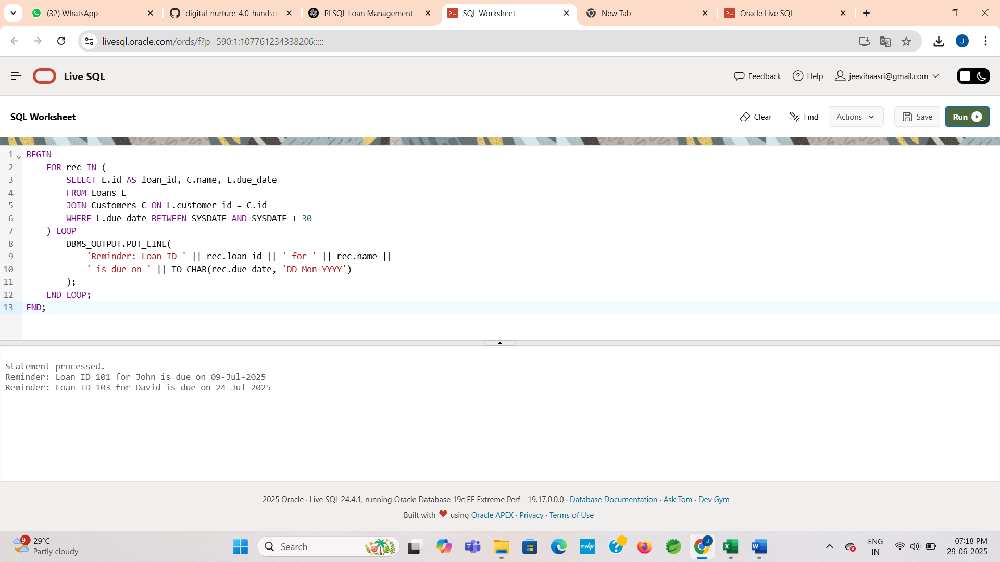 (32) WhatsApp
digital-nurture-4.0-handso
PLSQL Loan Management
SQL Worksheet
New Tab
Oracle Live SQL
livesql.oracle.com/ords/f?p=590:1:107761234338206:::::
J
Live SQL
Feedback
Help
jeevihaasri@gmail.com
SQL Worksheet
Clear
Find
Actions
Save
Run
1 BEGIN
2 FOR rec IN (
3 SELECT L.id AS loan_id, C.name, L.due_date
4 FROM Loans L
5 JOIN Customers C ON L.customer_id = C.id
6 WHERE L.due_date BETWEEN SYSDATE AND SYSDATE + 30
7 ) LOOP
8 DBMS_OUTPUT.PUT_LINE(
9 'Reminder: Loan ID ' || rec.loan_id || ' for ' || rec.name ||
10 ' is due on ' || TO_CHAR(rec.due_date, 'DD-Mon-YYYY')
11 );
12 END LOOP;
13 END;
Statement processed.
Reminder: Loan ID 101 for John is due on 09-Jul-2025
Reminder: Loan ID 103 for David is due on 24-Jul-2025
2025 Oracle · Live SQL 24.4.1, running Oracle Database 19c EE Extreme Perf - 19.17.0.0.0 · Database Documentation · Ask Tom · Dev Gym
Built with ❤ using Oracle APEX · Privacy · Terms of Use
9+
29°C
Partly cloudy
Search
myhp
J
ENG
IN
07:18 PM
29-06-2025